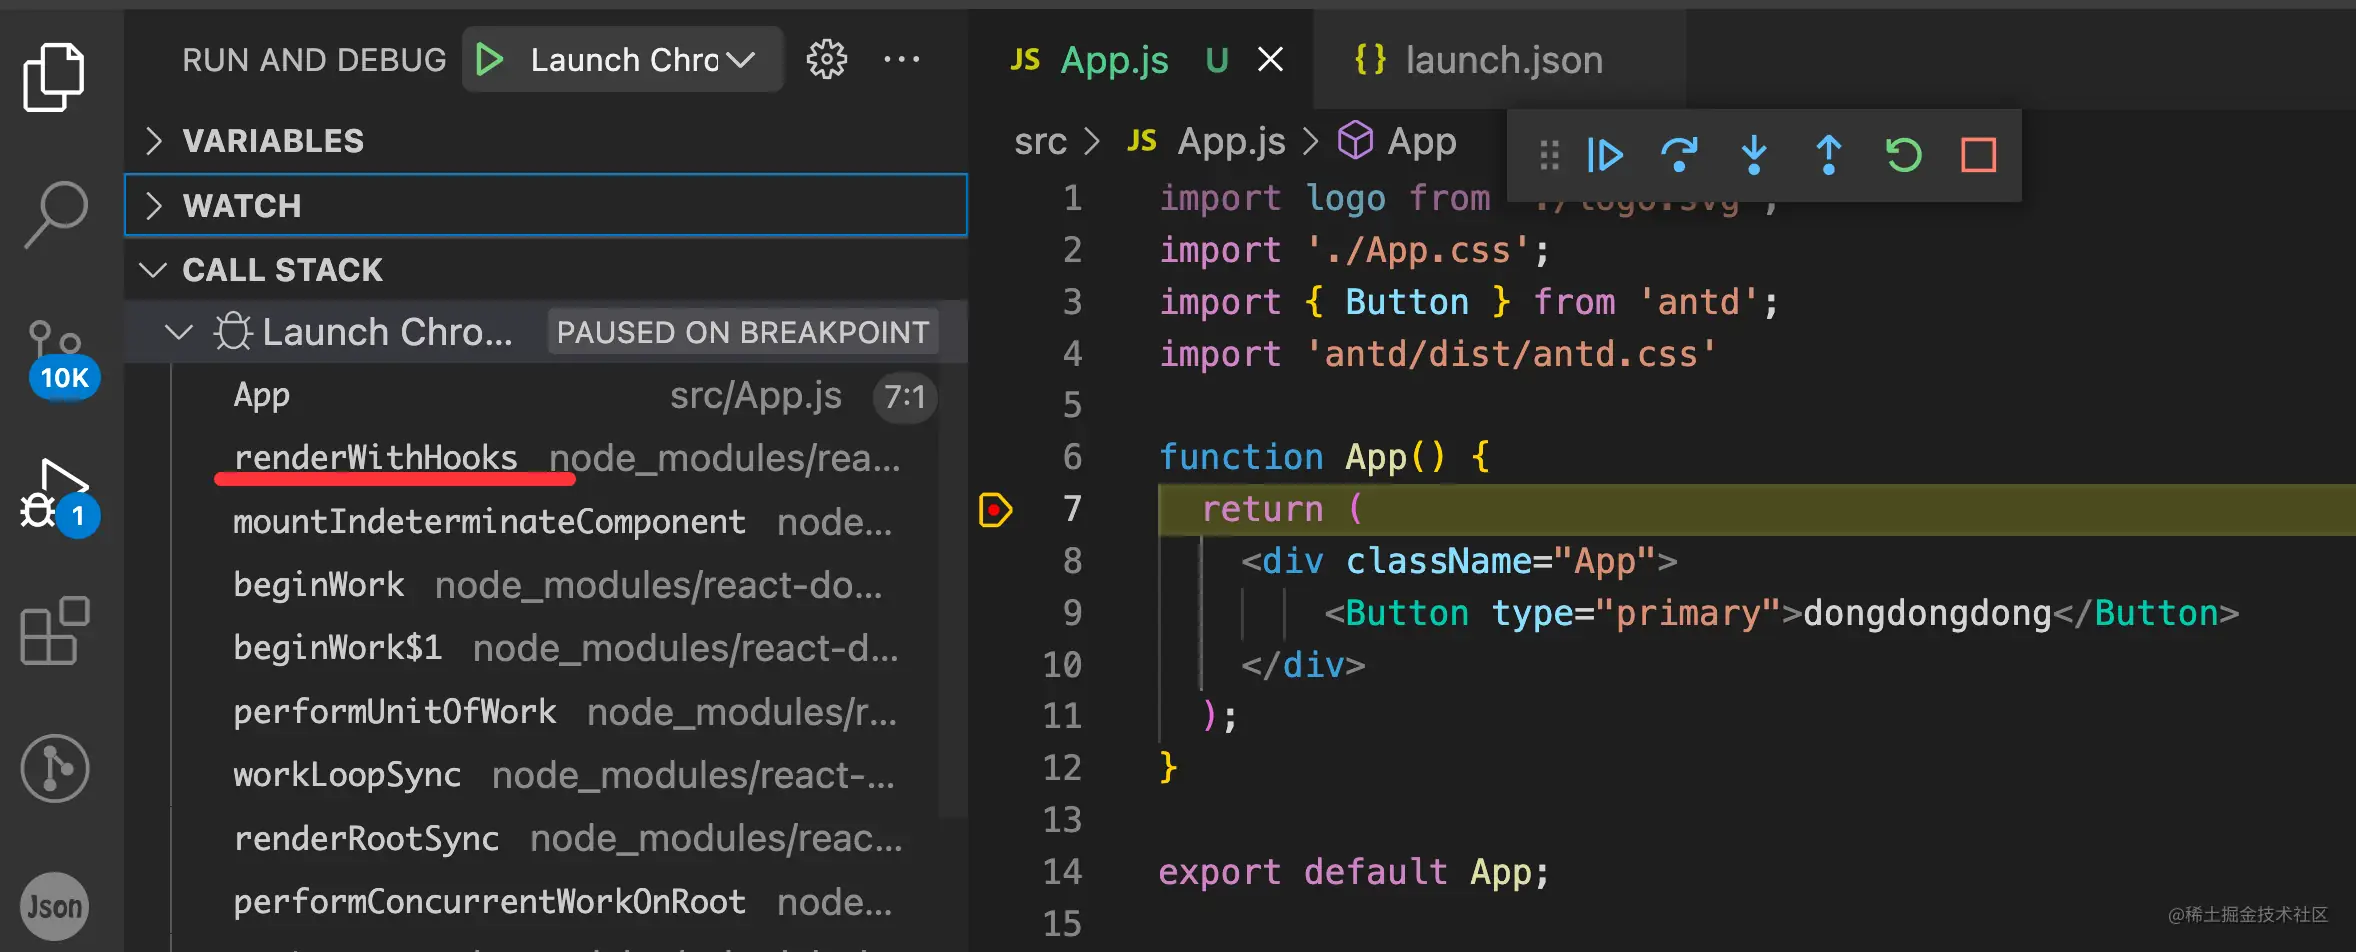 RUN AND DEBUG
Launch Chro
VARIABLES
WATCH
CALL STACK
Launch Chro... PAUSED ON BREAKPOINT
App src/App.js 7:1
renderWithHooks node_modules/rea...
mountIndeterminateComponent node...
beginWork node_modules/react-do...
beginWork$1 node_modules/react-d...
performUnitOfWork node_modules/r...
workLoopSync node_modules/react-...
renderRootSync node_modules/reac...
performConcurrentWorkOnRoot node...
10K
1
Json
JS App.js U
{} launch.json
src > JS App.js > App
1 import logo from './logo.svg';
2 import './App.css';
3 import { Button } from 'antd';
4 import 'antd/dist/antd.css'
5
6 function App() {
7 return (
8 <div className="App">
9 <Button type="primary">dongdongdong</Button>
10 </div>
11 );
12 }
13
14 export default App;
15
@稀土掘金技术社区